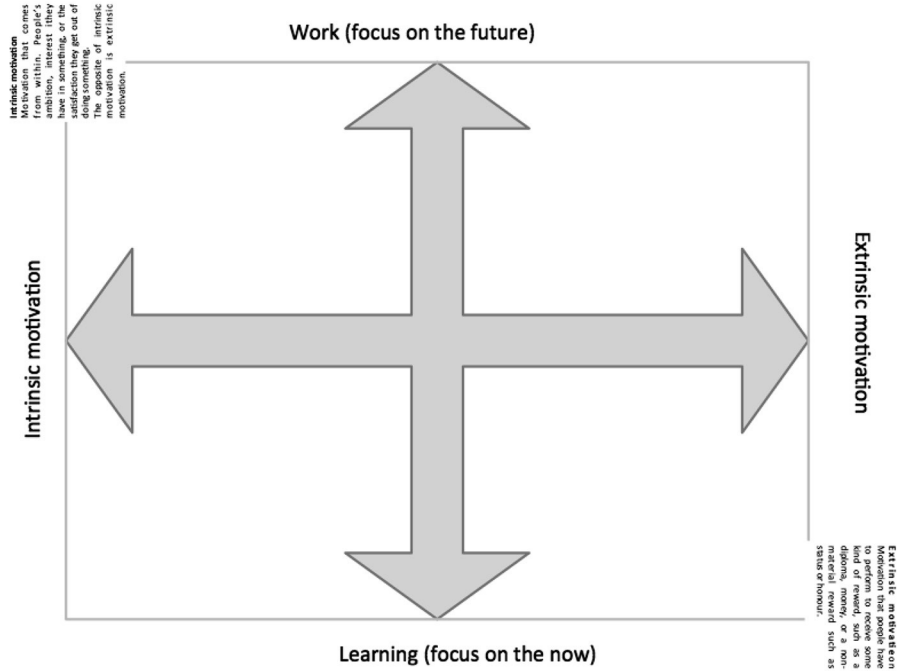 Intrinsic motivation
Motivation that comes
from within. People's
ambition, interest ithey
have in something, or the
satisfaction they get out of
doing something.
The opposite of intrinsic
motivation is extrinsic
motivation.
Work (focus on the future)
Intrinsic motivation
Extrinsic motivation
Learning (focus on the now)
Extrinsic motivatieon
Motivation that poeple have
to perform to receive some
kind of reward, such as a
diploma, money, or a non-
material reward such as
status or honour.